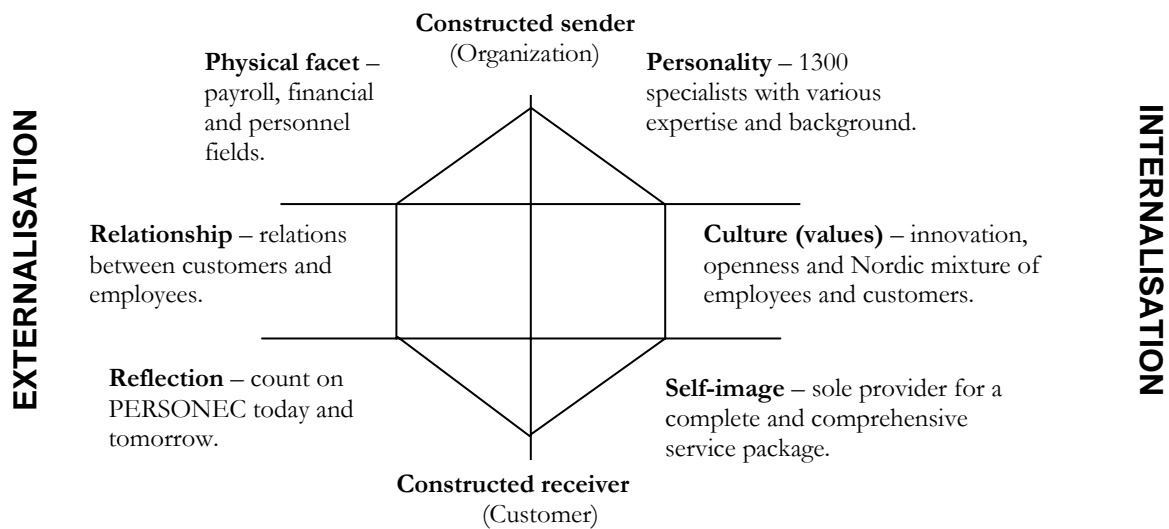 Constructed sender
(Organization)
Physical facet –
payroll, financial
and personnel
fields.
Personality – 1300
specialists with various
expertise and background.
EXTERNALISATION
INTERNALISATION
Relationship – relations
between customers and
employees.
Culture (values) – innovation,
openness and Nordic mixture of
employees and customers.
Reflection – count on
PERSONEC today and
tomorrow.
Self-image – sole provider for a
complete and comprehensive
service package.
Constructed receiver
(Customer)